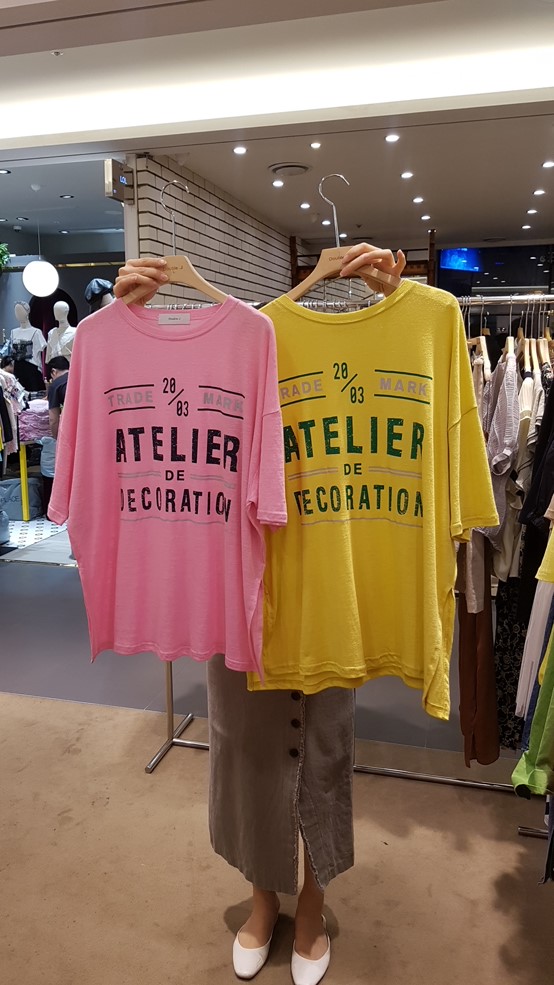 TRADE 20/03 MARK
ATELIER
DE
DECORATION
TRADE 20/03 MARK
ATELIER
DE
DECORATION